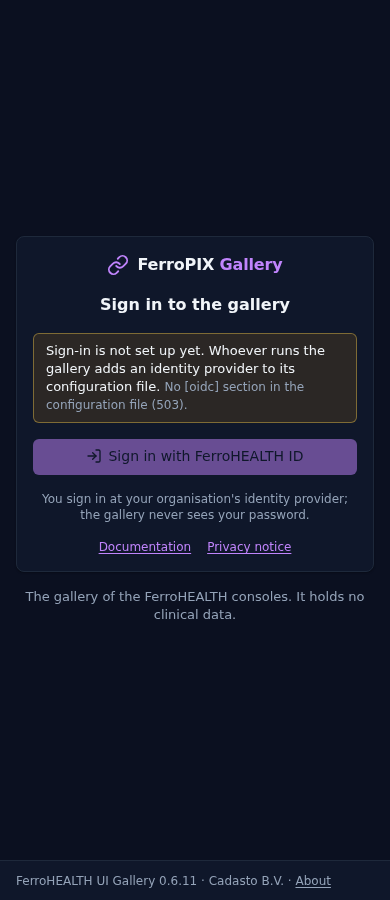 FerroPIX Gallery
Sign in to the gallery
Sign-in is not set up yet. Whoever runs the
gallery adds an identity provider to its
configuration file. No [oidc] section in the
configuration file (503).
Sign in with FerroHEALTH ID
You sign in at your organisation's identity provider;
the gallery never sees your password.
Documentation Privacy notice
The gallery of the FerroHEALTH consoles. It holds no
clinical data.
FerroHEALTH UI Gallery 0.6.11 · Cadasto B.V. · About